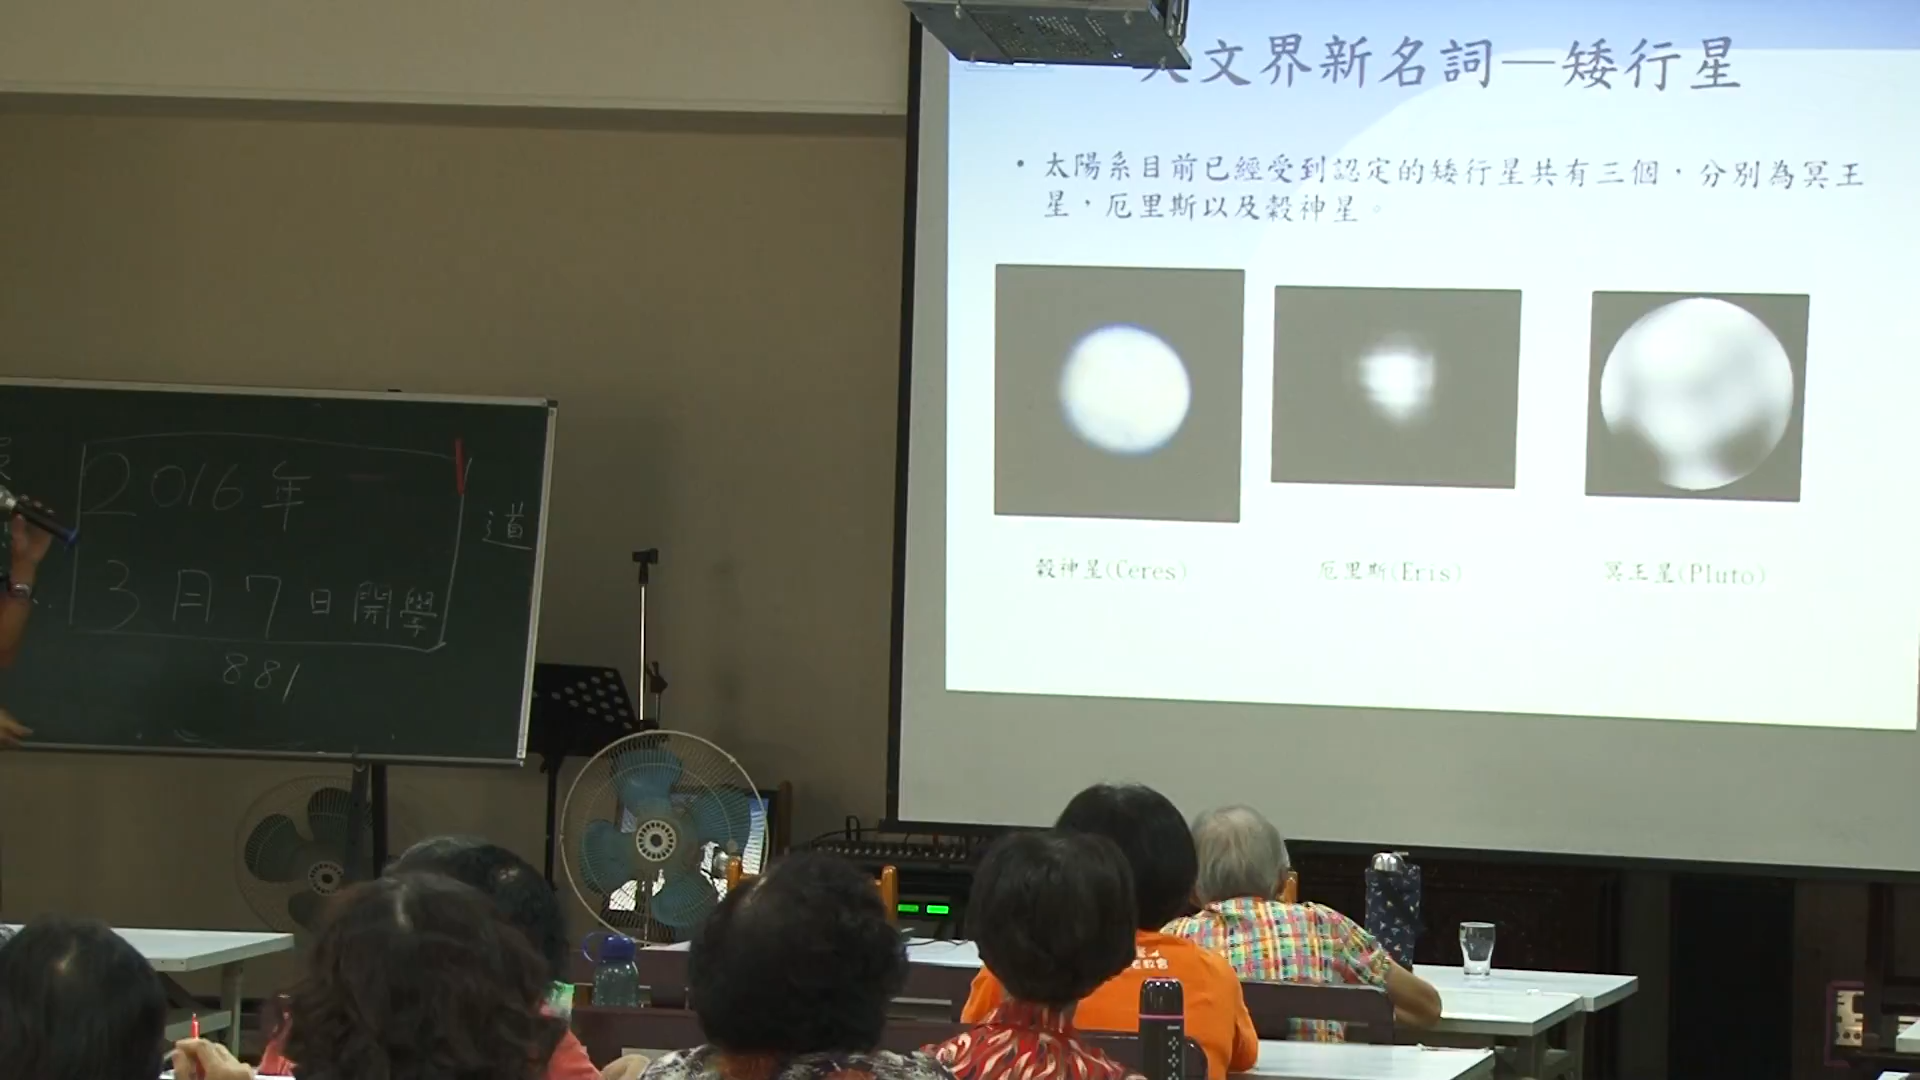 文界新名詞—矮行星
• 太陽系目前已經受到認定的矮行星共有三個，分別為冥王
星，厄里斯以及穀神星。
穀神星(Ceres)
厄里斯(Eris)
冥王星(Pluto)
2016年
3月7日開學
881
道